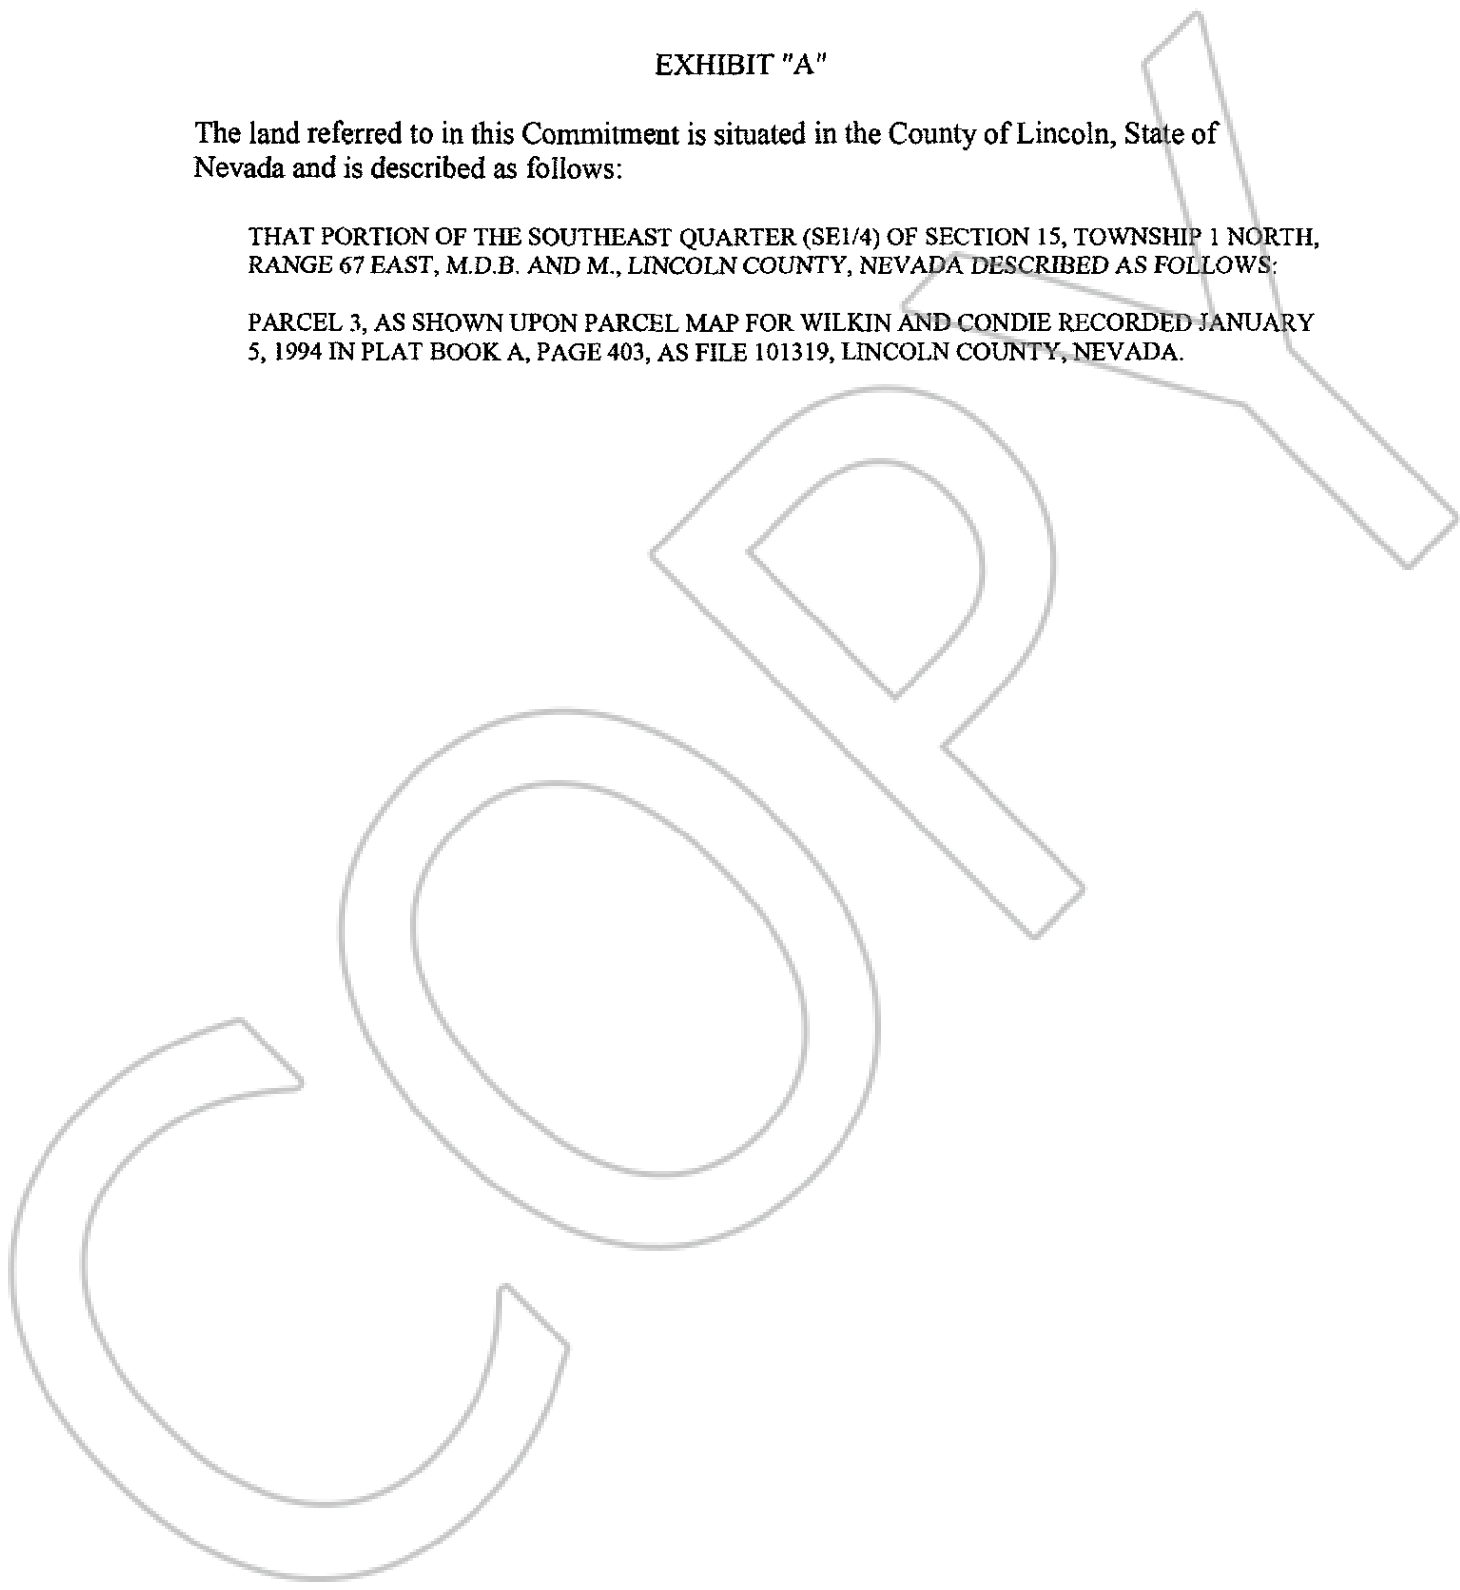 EXHIBIT "A"
The land referred to in this Commitment is situated in the County of Lincoln, State of
Nevada and is described as follows:
THAT PORTION OF THE SOUTHEAST QUARTER (SE1/4) OF SECTION 15, TOWNSHIP 1 NORTH,
RANGE 67 EAST, M.D.B. AND M., LINCOLN COUNTY, NEVADA DESCRIBED AS FOLLOWS:
PARCEL 3, AS SHOWN UPON PARCEL MAP FOR WILKIN AND CONDIE RECORDED JANUARY
5, 1994 IN PLAT BOOK A, PAGE 403, AS FILE 101319, LINCOLN COUNTY, NEVADA.
COPY